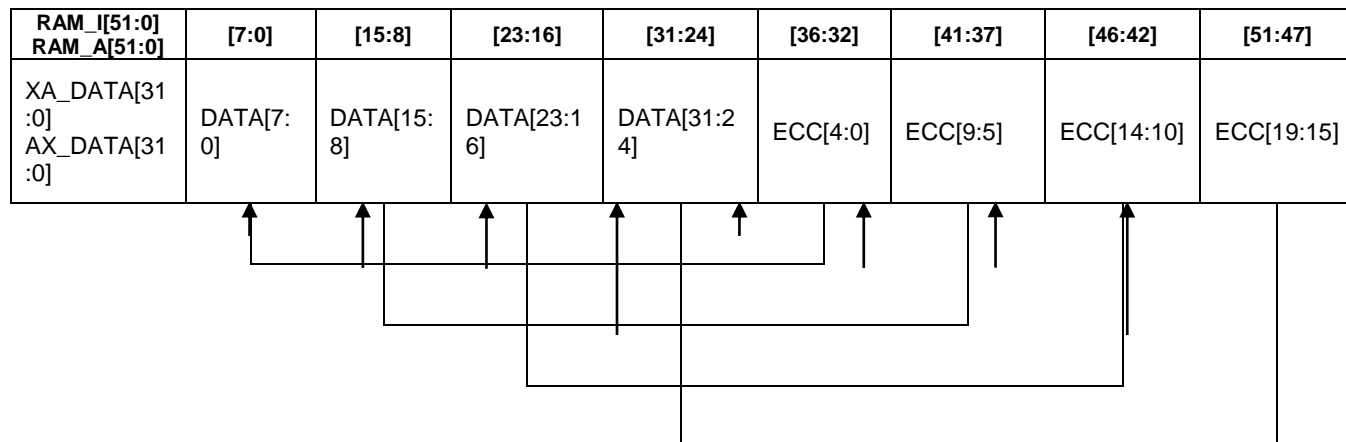 RAM_I[51:0]
RAM_A[51:0]
[7:0]
[15:8]
[23:16]
[31:24]
[36:32]
[41:37]
[46:42]
[51:47]
XA_DATA[31
:0]
AX_DATA[31
:0]
DATA[7:
0]
DATA[15:
8]
DATA[23:1
6]
DATA[31:2
4]
ECC[4:0]
ECC[9:5]
ECC[14:10]
ECC[19:15]